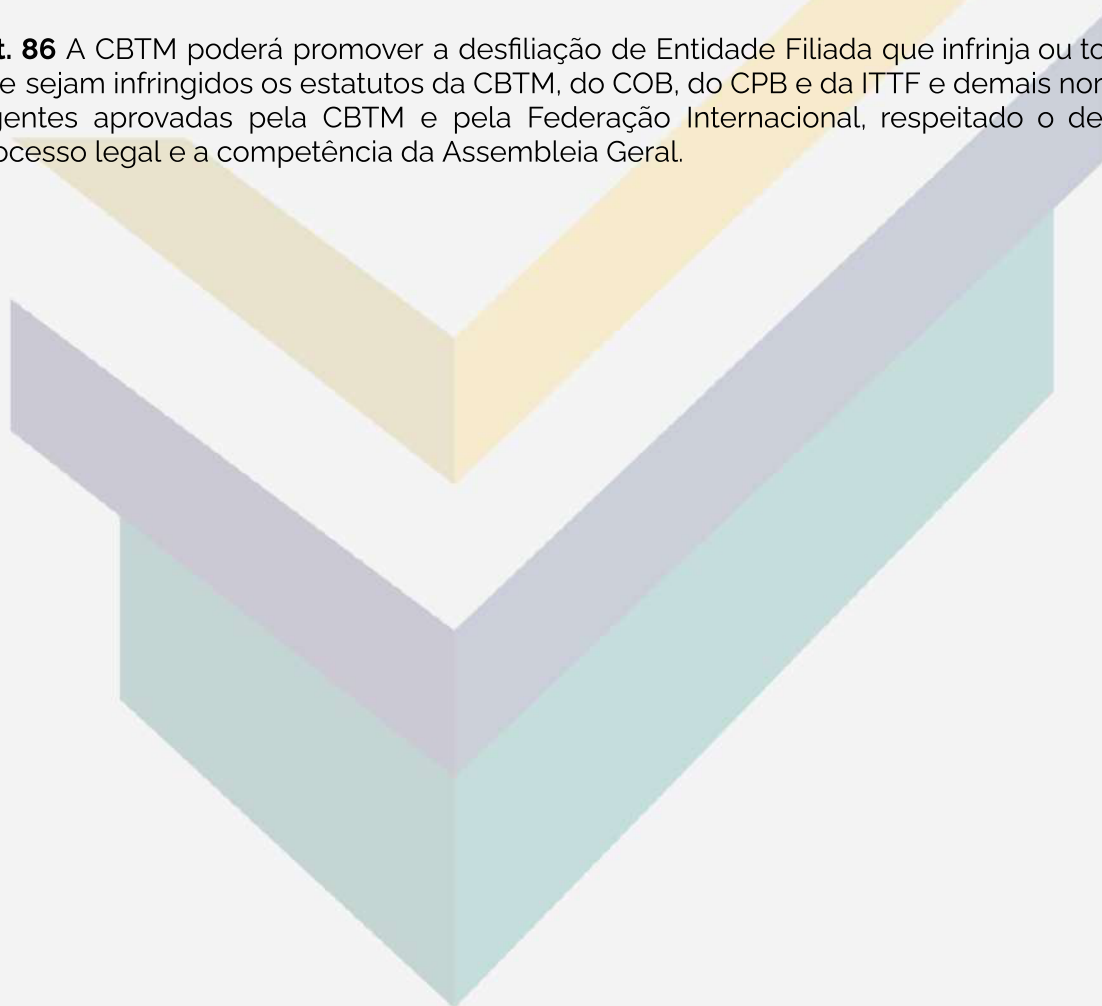 t. 86 A CBTM poderá promover a desfiliação de Entidade Filiada que infrinja ou to
e sejam infringidos os estatutos da CBTM, do COB, do CPB e da ITTF e demais nor
gentes aprovadas pela CBTM e pela Federação Internacional, respeitado o de
ocesso legal e a competência da Assembleia Geral.